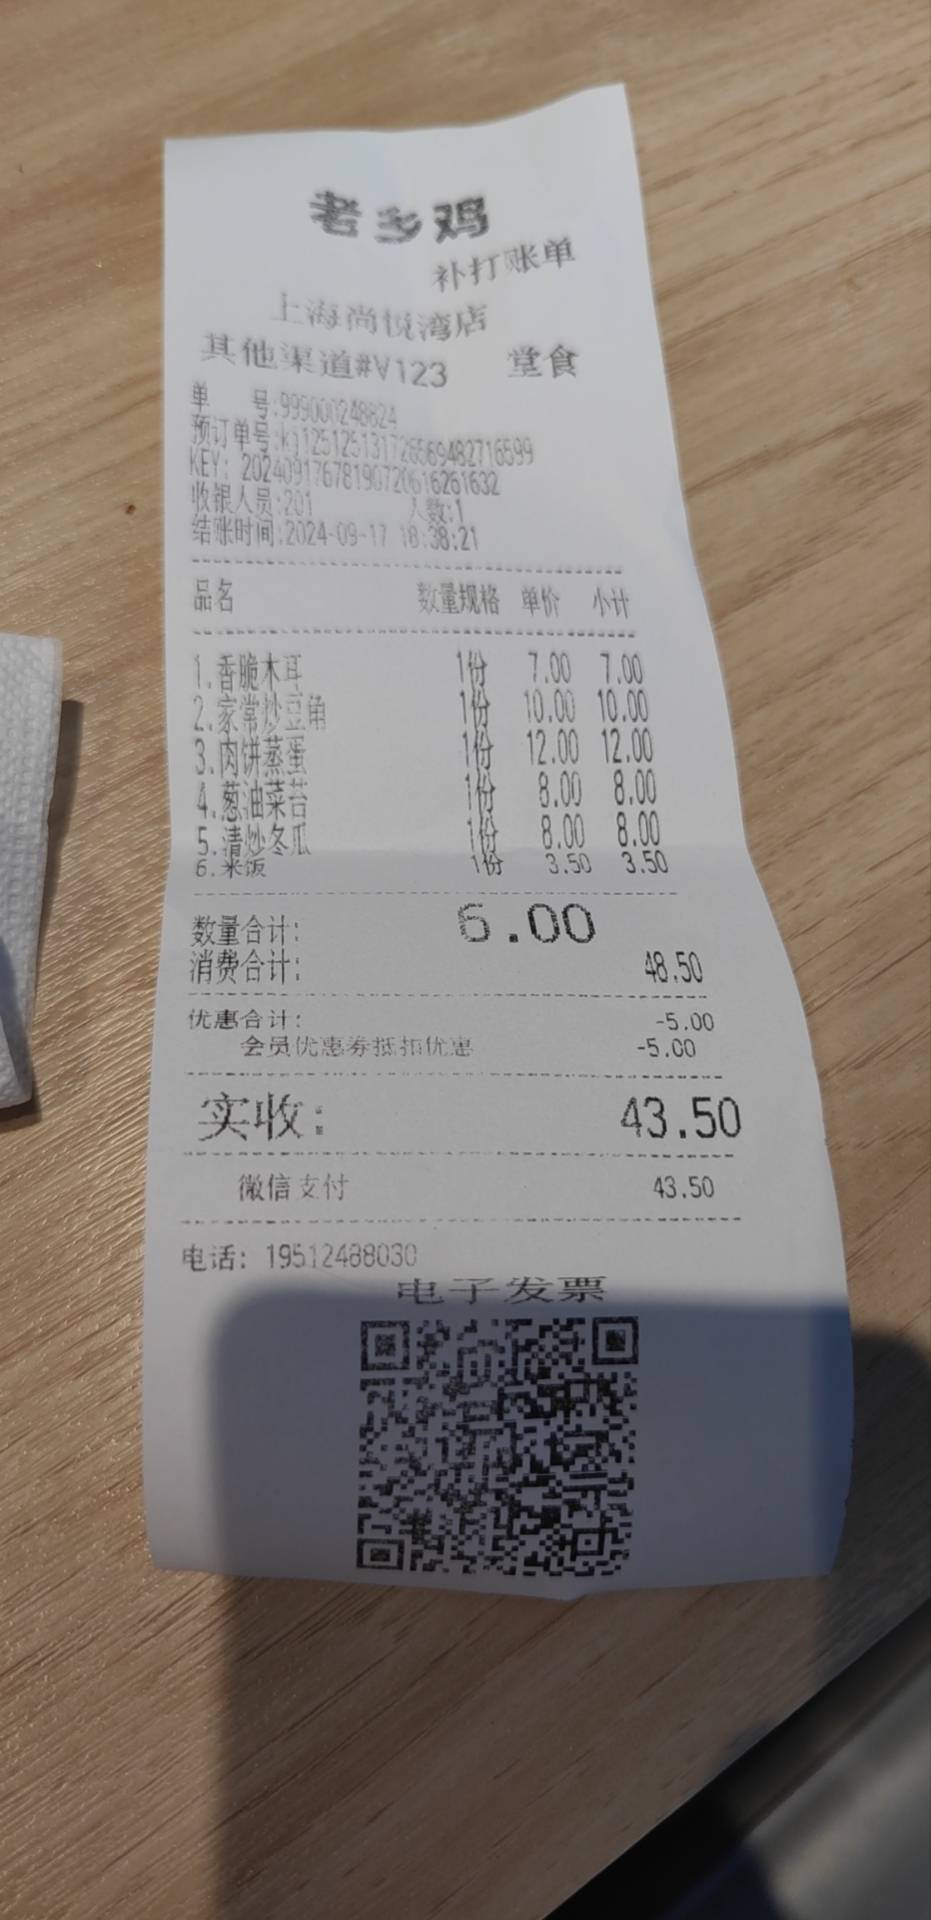 老乡鸡
补打账单
上海尚悦湾店
其他渠道#V123 堂食
单 号:999000248824
预订单号:kj125125131726569482716599
KEY: 20240917678190720616261632
收银人员:201 人数:1
结账时间:2024-09-17 18:38:21
品名 数量规格 单价 小计
1.香脆木耳 1份 7.00 7.00
2.家常炒豆角 1份 10.00 10.00
3.肉饼蒸蛋 1份 12.00 12.00
4.葱油菜苔 1份 8.00 8.00
5.清炒冬瓜 1份 8.00 8.00
6.米饭 1份 3.50 3.50
数量合计: 6.00
消费合计: 48.50
优惠合计: -5.00
会员优惠券抵扣优惠 -5.00
实收: 43.50
微信支付 43.50
电话: 19512488030
电子发票